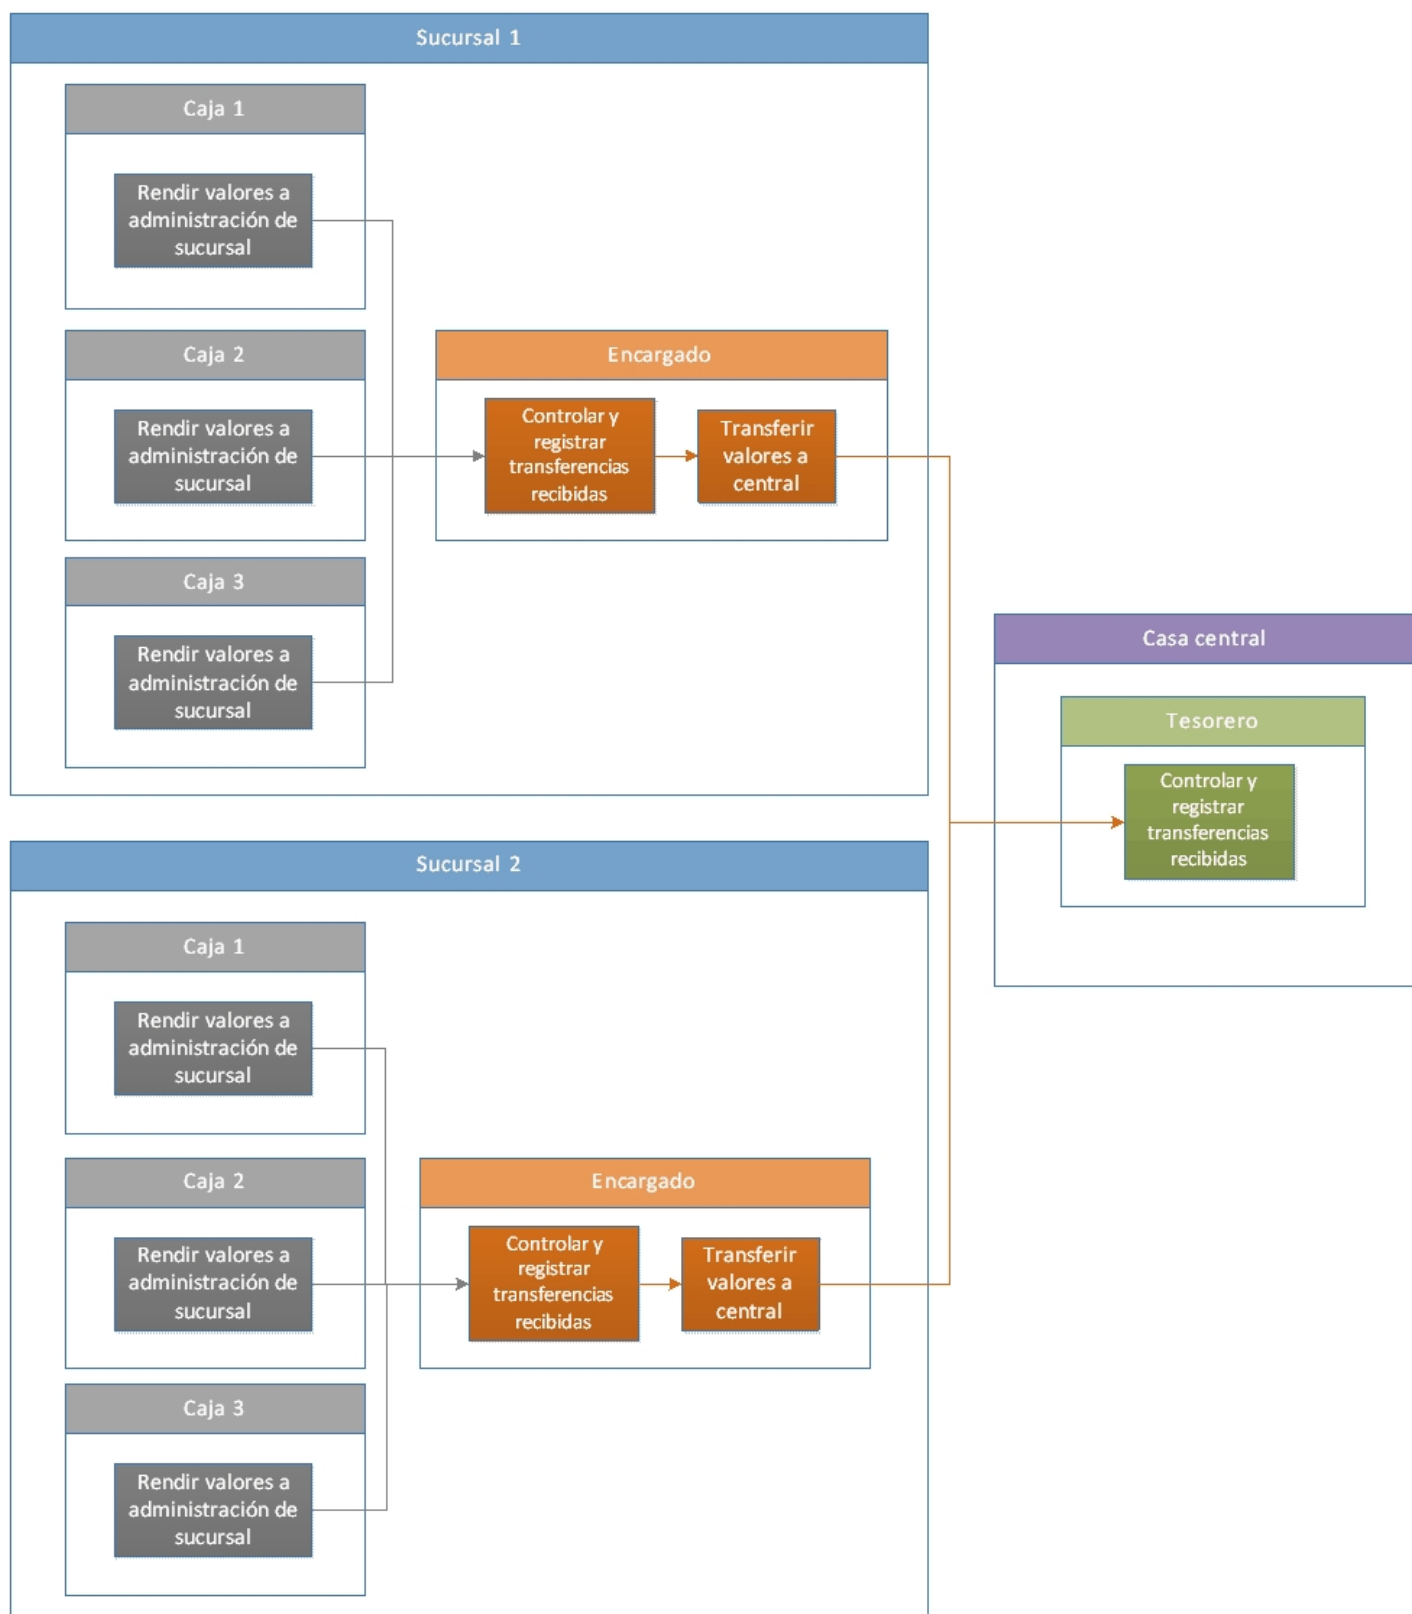 Sucursal 1
Caja 1
Rendir valores a
administración de
sucursal
Caja 2
Rendir valores a
administración de
sucursal
Caja 3
Rendir valores a
administración de
sucursal
Encargado
Controlar y
registrar
transferencias
recibidas
Transferir
valores a
central
Casa central
Tesorero
Controlar y
registrar
transferencias
recibidas
Sucursal 2
Caja 1
Rendir valores a
administración de
sucursal
Caja 2
Rendir valores a
administración de
sucursal
Caja 3
Rendir valores a
administración de
sucursal
Encargado
Controlar y
registrar
transferencias
recibidas
Transferir
valores a
central